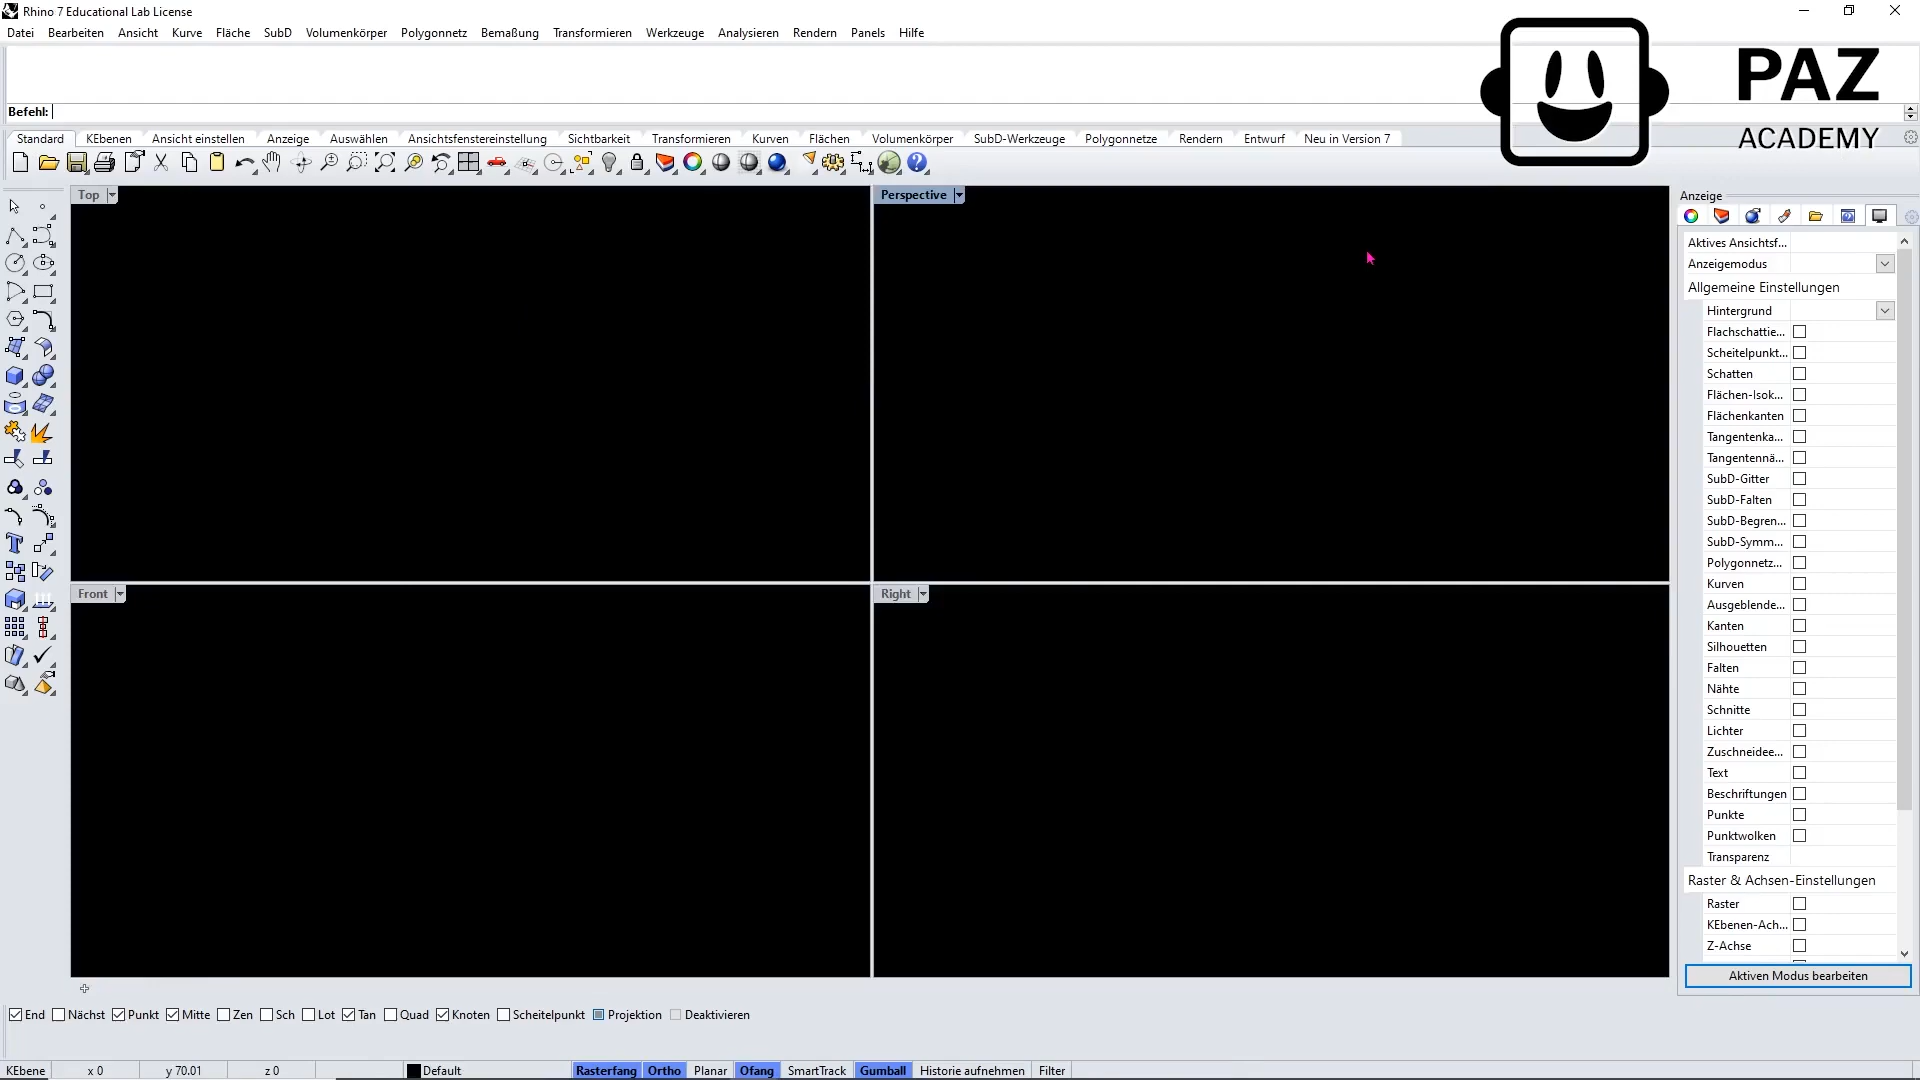 Rhino 7 Educational Lab License
Datei Bearbeiten Ansicht Kurve Fläche SubD Volumenkörper Polygonnetz Bemaßung Transformieren Werkzeuge Analysieren Rendern Panels Hilfe
PAZ
ACADEMY
Befehl:
Standard KEbenen Ansicht einstellen Anzeige Auswählen Ansichtsfenstereinstellung Sichtbarkeit Transformieren Kurven Flächen Volumenkörper SubD-Werkzeuge Polygonnetze Rendern Entwurf Neu in Version 7
Top
Perspective
Front
Right
Anzeige
Aktives Ansichtsf...
Anzeigemodus
Allgemeine Einstellungen
Hintergrund
Flachschattie...
Scheitelpunkt...
Schatten
Flächen-Isok...
Flächenkanten
Tangentenka...
Tangentennä...
SubD-Gitter
SubD-Falten
SubD-Begren...
SubD-Symm...
Polygonnetz...
Kurven
Ausgeblende...
Kanten
Silhouetten
Falten
Nähte
Schnitte
Lichter
Zuschneidee...
Text
Beschriftungen
Punkte
Punktwolken
Transparenz
Raster & Achsen-Einstellungen
Raster
KEbenen-Ach...
Z-Achse
Aktiven Modus bearbeiten
End Nächst Punkt Mitte Zen Sch Lot Tan Quad Knoten Scheitelpunkt Projektion Deaktivieren
KEbene x 0 y 70.01 z 0 Default Rasterfang Ortho Planar Ofang SmartTrack Gumball Historie aufnehmen Filter